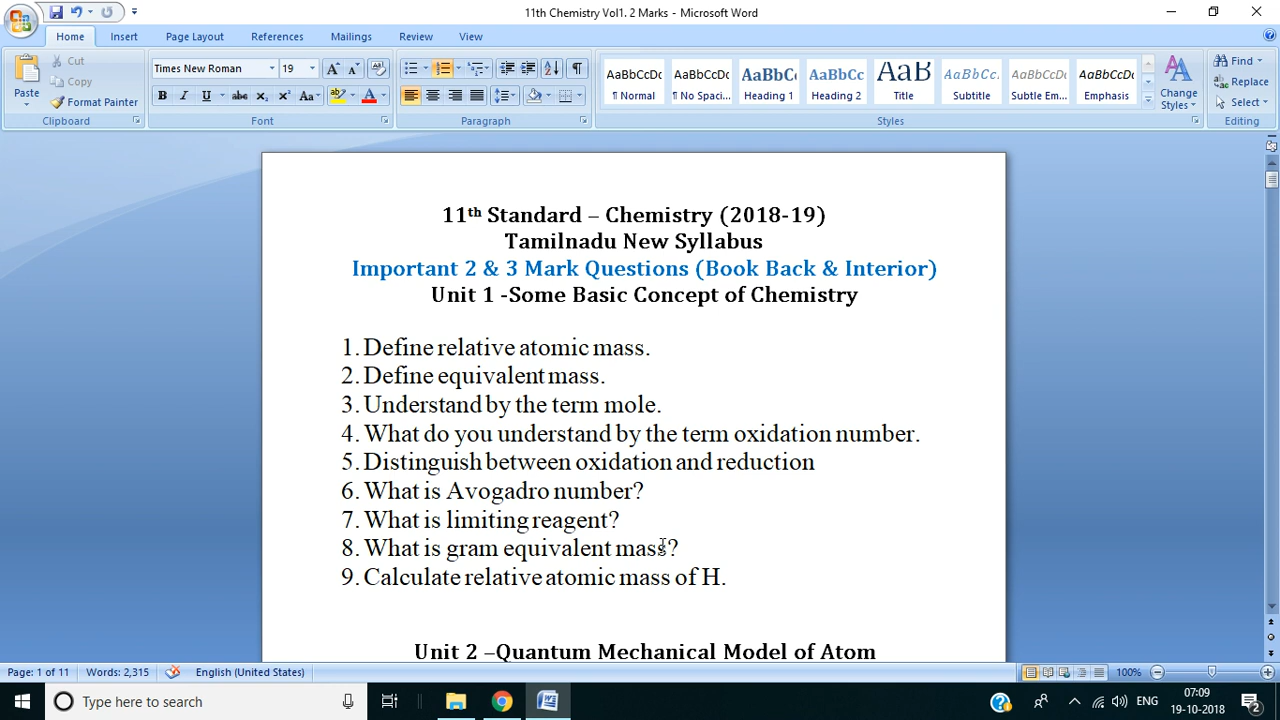 11th Chemistry Vol1. 2 Marks - Microsoft Word
Home Insert Page Layout References Mailings Review View
Paste
Cut
Copy
Format Painter
Clipboard
Times New Roman 19
B I U abc x₂ x² Aa
Font
Paragraph
AaBbCcDc AaBbCcDc AaBbCc AaBbCc AaB AaBbCc. AaBbCcDc AaBbCcDc
¶ Normal ¶ No Spaci... Heading 1 Heading 2 Title Subtitle Subtle Em... Emphasis
Change Styles
Styles
Find
Replace
Select
Editing
11th Standard – Chemistry (2018-19)
Tamilnadu New Syllabus
Important 2 & 3 Mark Questions (Book Back & Interior)
Unit 1 -Some Basic Concept of Chemistry
1. Define relative atomic mass.
2. Define equivalent mass.
3. Understand by the term mole.
4. What do you understand by the term oxidation number.
5. Distinguish between oxidation and reduction
6. What is Avogadro number?
7. What is limiting reagent?
8. What is gram equivalent mass?
9. Calculate relative atomic mass of H.
Unit 2 –Quantum Mechanical Model of Atom
Page: 1 of 11 Words: 2,315 English (United States) 100%
Type here to search
ENG
07:09
19-10-2018
2